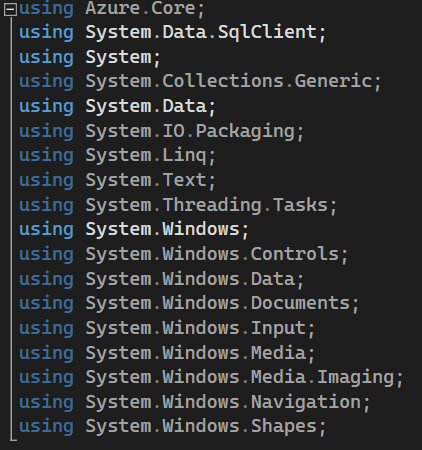 using Azure.Core;
using System.Data.SqlClient;
using System;
using System.Collections.Generic;
using System.Data;
using System.IO.Packaging;
using System.Linq;
using System.Text;
using System.Threading.Tasks;
using System.Windows;
using System.Windows.Controls;
using System.Windows.Data;
using System.Windows.Documents;
using System.Windows.Input;
using System.Windows.Media;
using System.Windows.Media.Imaging;
using System.Windows.Navigation;
using System.Windows.Shapes;